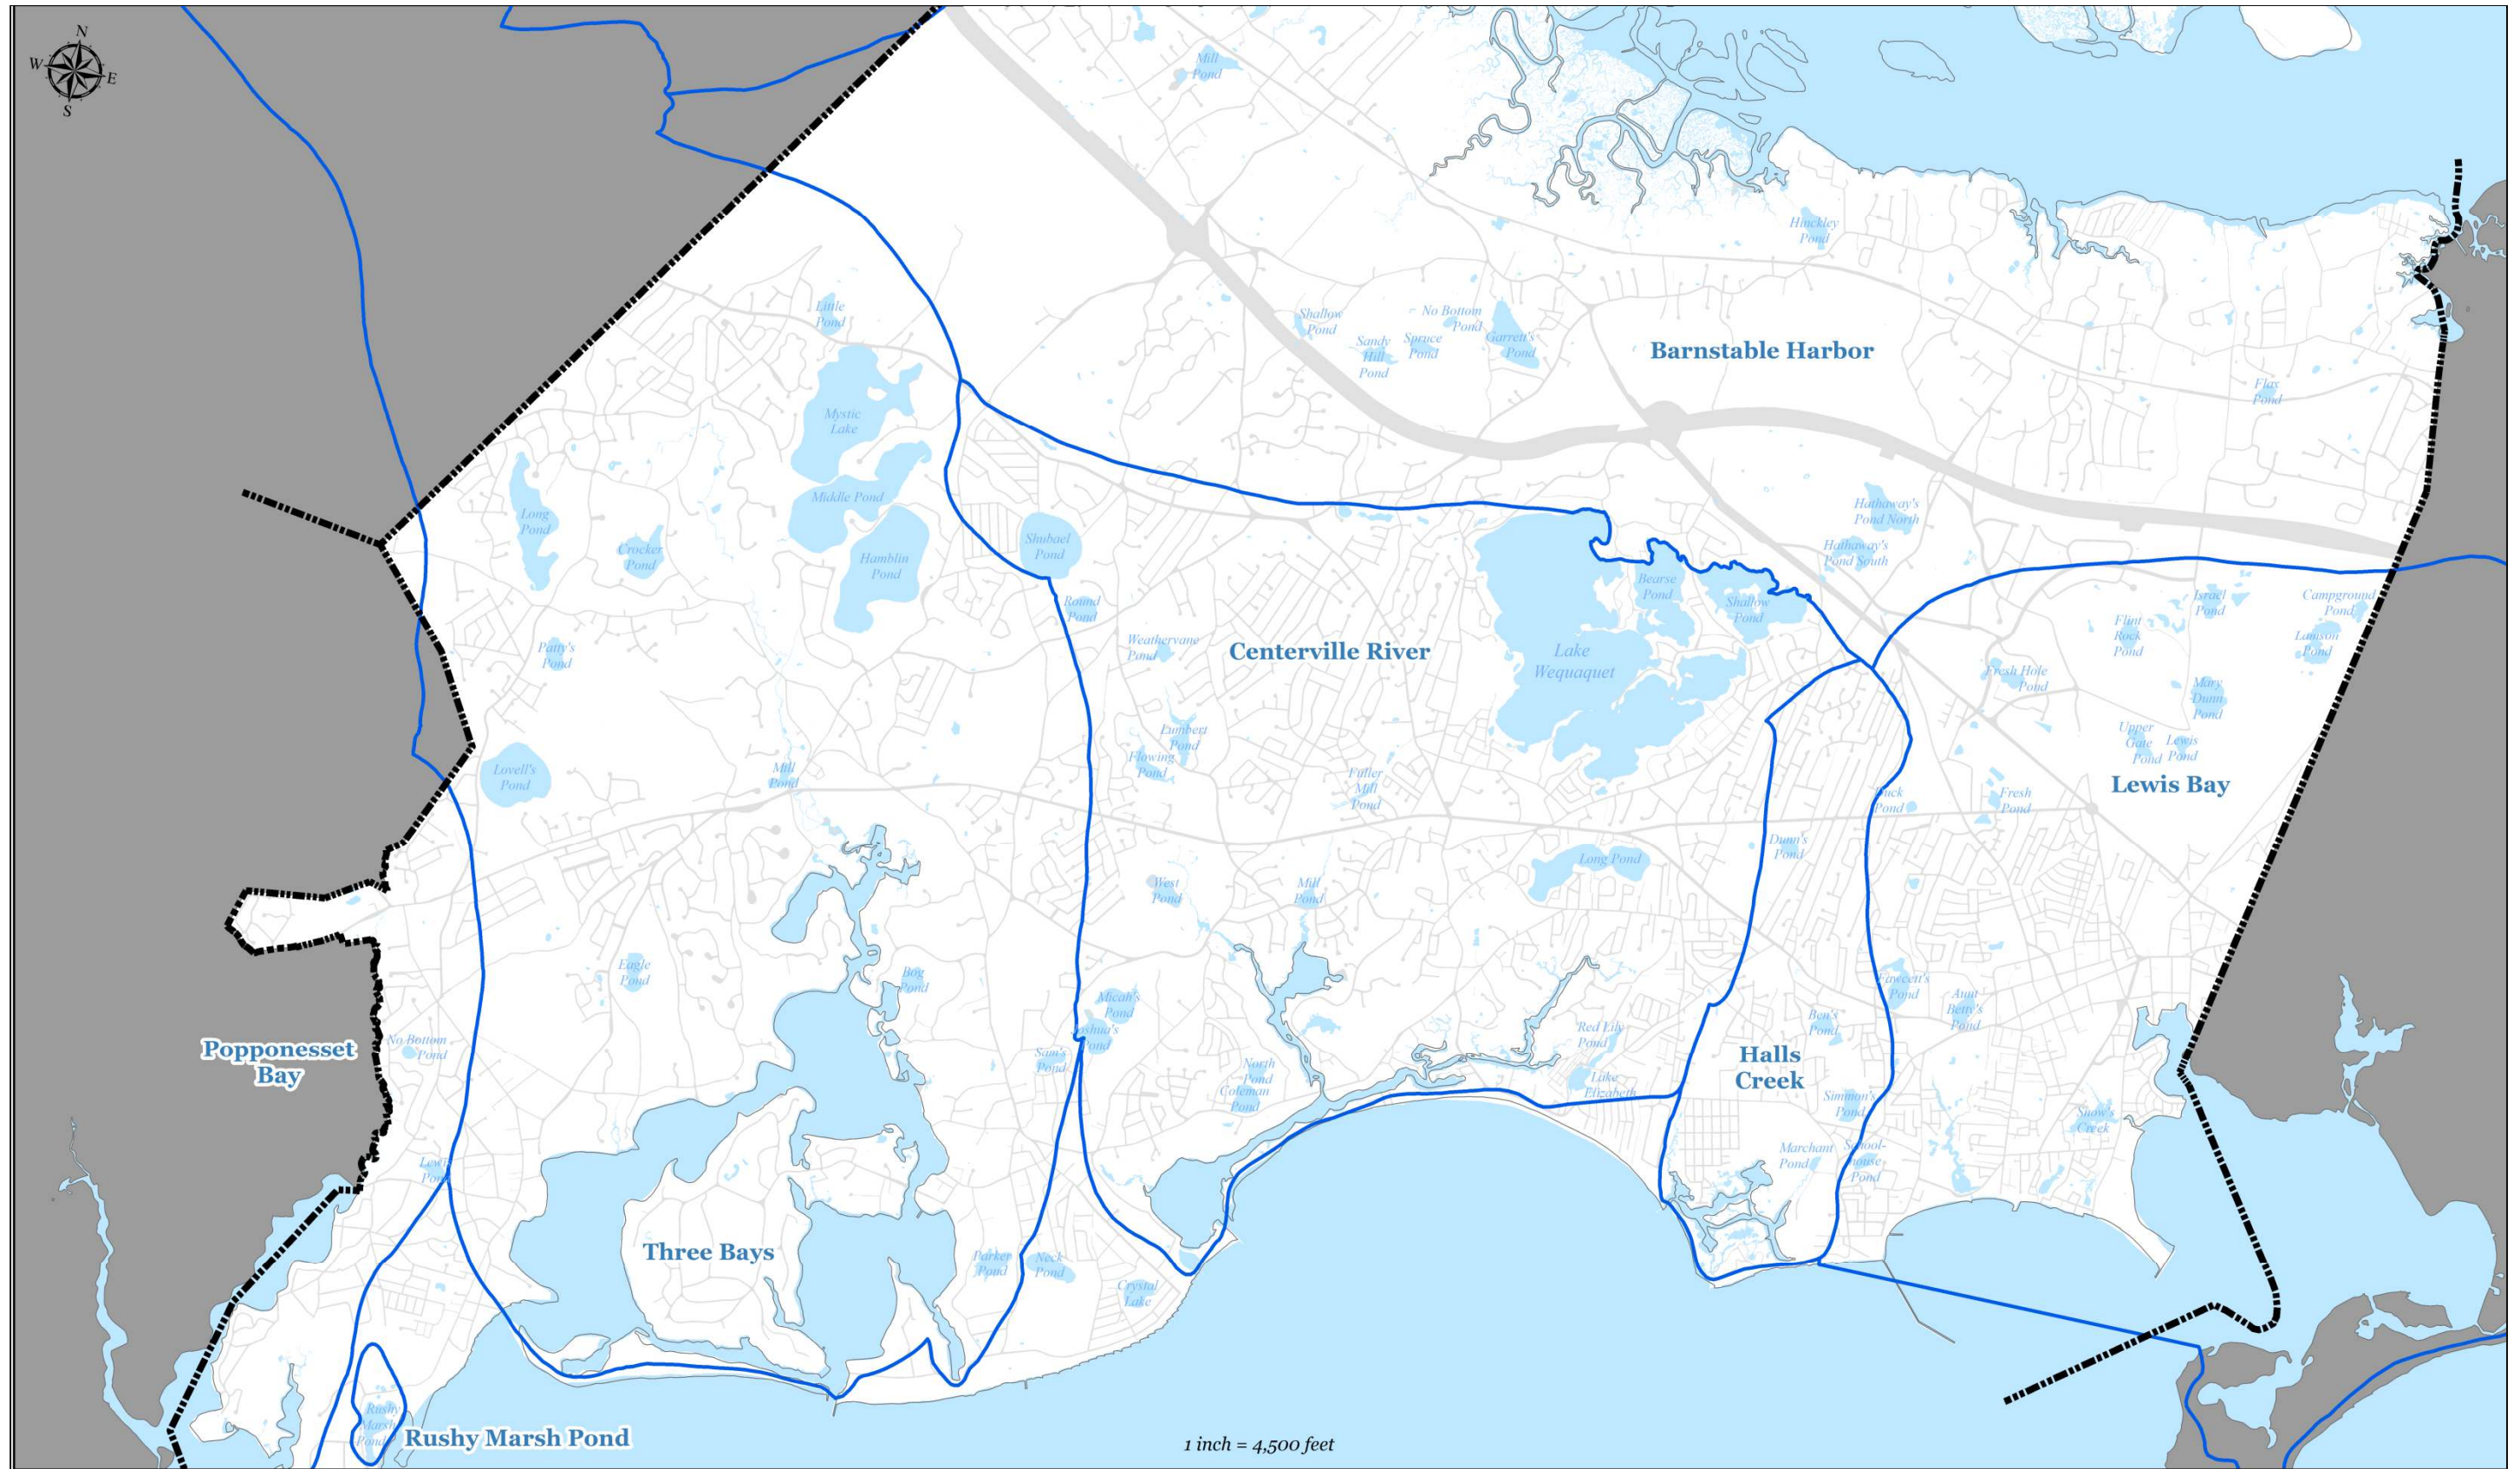 N
W
E
S
Mill
Pond
Hinckley
Pond
Little
Pond
Shallow
Pond
No Bottom
Pond
Sandy
Hill
Pond
Spruce
Pond
Garrett's
Pond
Barnstable Harbor
Flax
Pond
Mystic
Lake
Middle Pond
Long
Pond
Crocker
Pond
Hamblin
Pond
Shubael
Pond
Hathaway's
Pond North
Hathaway's
Pond South
Round
Pond
Bearse
Pond
Shallow
Pond
Israel
Pond
Campground
Pond
Flint
Rock
Pond
Lamson
Pond
Patty's
Pond
Weathervane
Pond
Centerville River
Lake
Wequaquet
Fresh Hole
Pond
Mary
Dunn
Pond
Lumbert
Pond
Flowing
Pond
Upper
Gate
Pond
Lewis
Pond
Lewis Bay
Lovell's
Pond
Mill
Pond
Fuller
Mill
Pond
Duck
Pond
Fresh
Pond
Dunn's
Pond
Long Pond
West
Pond
Mill
Pond
Eagle
Pond
Bog
Pond
Micah's
Pond
Joshua's
Pond
Fawcett's
Pond
Aunt
Betty's
Pond
Ben's
Pond
Red Lily
Pond
No Bottom
Pond
Popponesset
Bay
Sam's
Pond
North
Pond
Coleman
Pond
Lake
Elizabeth
Halls
Creek
Simmon's
Pond
Snow's
Creek
Marchant
Pond
School-
house
Pond
Lewis
Pond
Three Bays
Parker
Pond
Neck
Pond
Crystal
Lake
Rushy
Marsh
Pond
Rushy Marsh Pond
1 inch = 4,500 feet